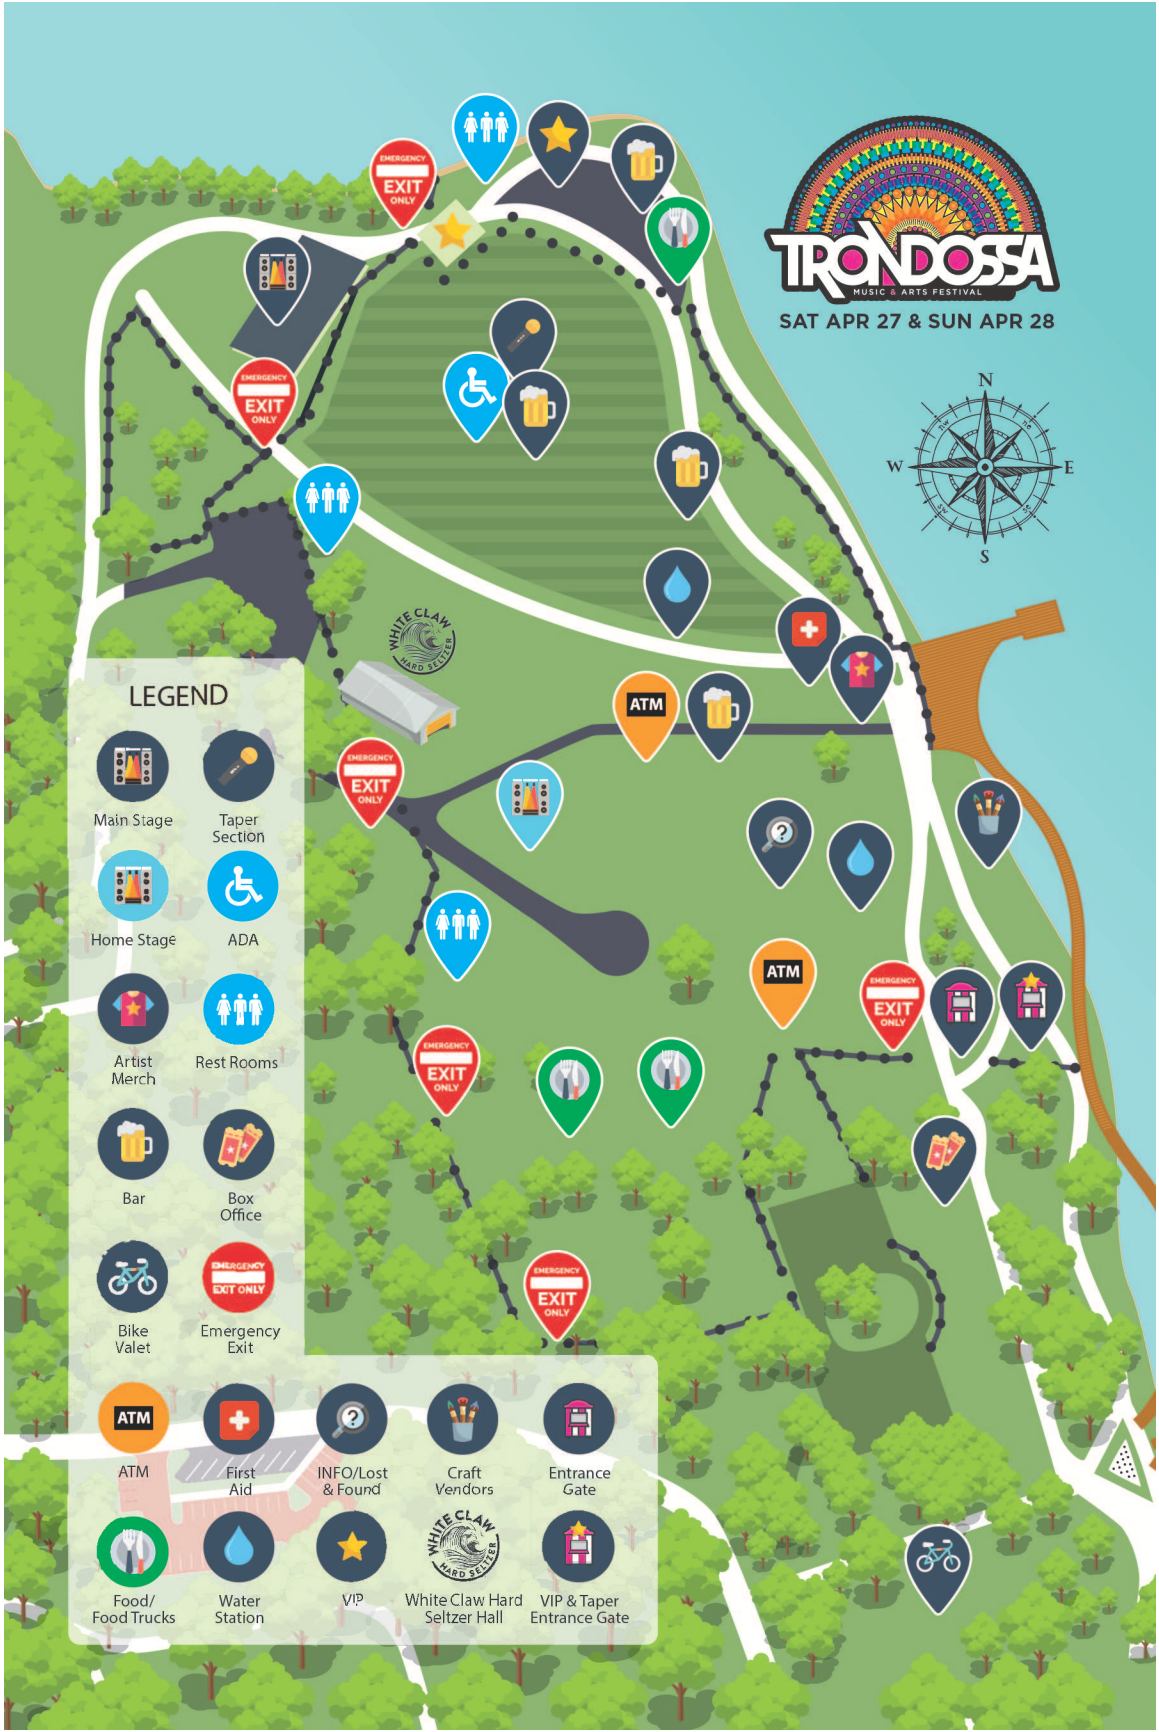 EMERGENCY
EXIT
ONLY
TRONDOSSA
MUSIC & ARTS FESTIVAL
SAT APR 27 & SUN APR 28
EMERGENCY
EXIT
ONLY
N
nw
ne
W
E
sw
se
S
WHITE CLAW
HARD SELTZER
ATM
EMERGENCY
EXIT
ONLY
?
ATM
EMERGENCY
EXIT
ONLY
EMERGENCY
EXIT
ONLY
EMERGENCY
EXIT
ONLY
LEGEND
Main Stage
Taper
Section
Home Stage
ADA
Artist
Merch
Rest Rooms
Bar
Box
Office
Bike
Valet
EMERGENCY
EXIT ONLY
Emergency
Exit
ATM
ATM
First
Aid
?
INFO/Lost
& Found
Craft
Vendors
Entrance
Gate
Food/
Food Trucks
Water
Station
VIP
WHITE CLAW
HARD SELTZER
White Claw Hard
Seltzer Hall
VIP & Taper
Entrance Gate